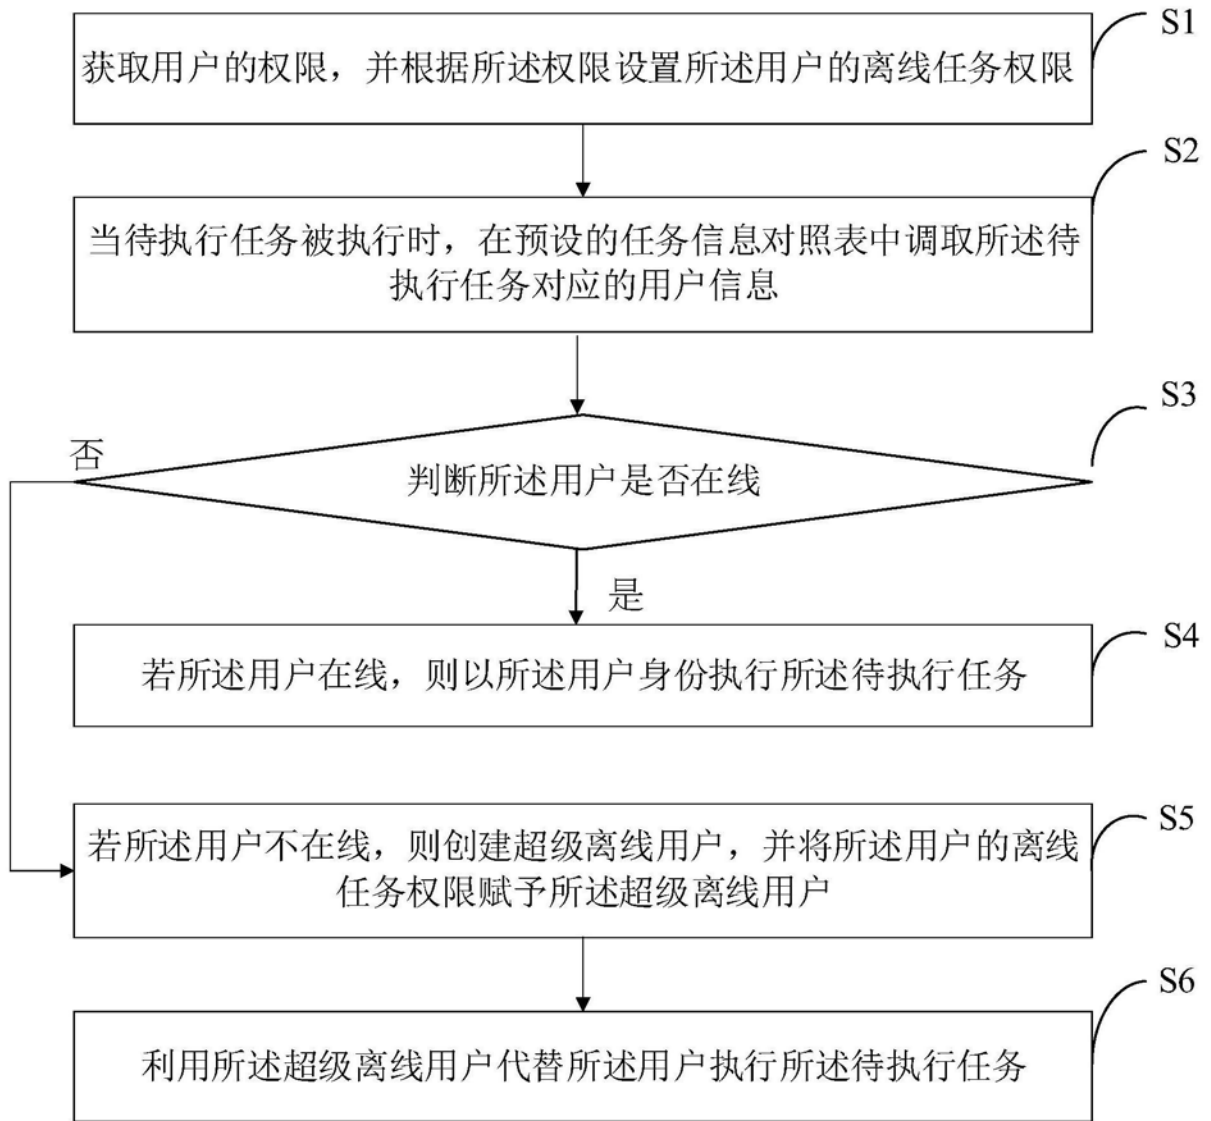 S1
获取用户的权限，并根据所述权限设置所述用户的离线任务权限
S2
当待执行任务被执行时，在预设的任务信息对照表中调取所述待
执行任务对应的用户信息
S3
否
判断所述用户是否在线
是
S4
若所述用户在线，则以所述用户身份执行所述待执行任务
S5
若所述用户不在线，则创建超级离线用户，并将所述用户的离线
任务权限赋予所述超级离线用户
S6
利用所述超级离线用户代替所述用户执行所述待执行任务